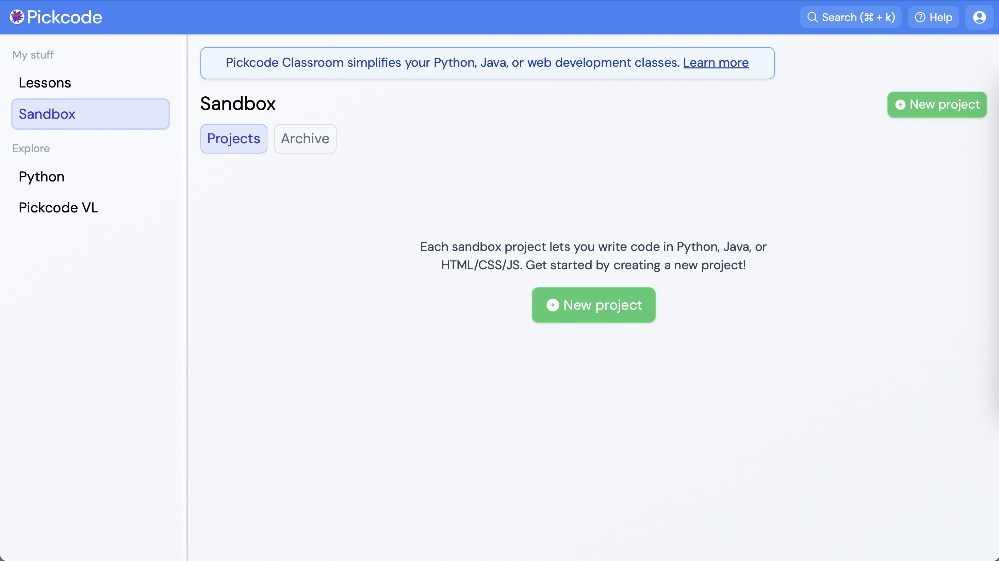 Pickcode
Search (⌘ + k)
Help
My stuff
Lessons
Sandbox
Explore
Python
Pickcode VL
Pickcode Classroom simplifies your Python, Java, or web development classes. Learn more
Sandbox
New project
Projects
Archive
Each sandbox project lets you write code in Python, Java, or
HTML/CSS/JS. Get started by creating a new project!
New project